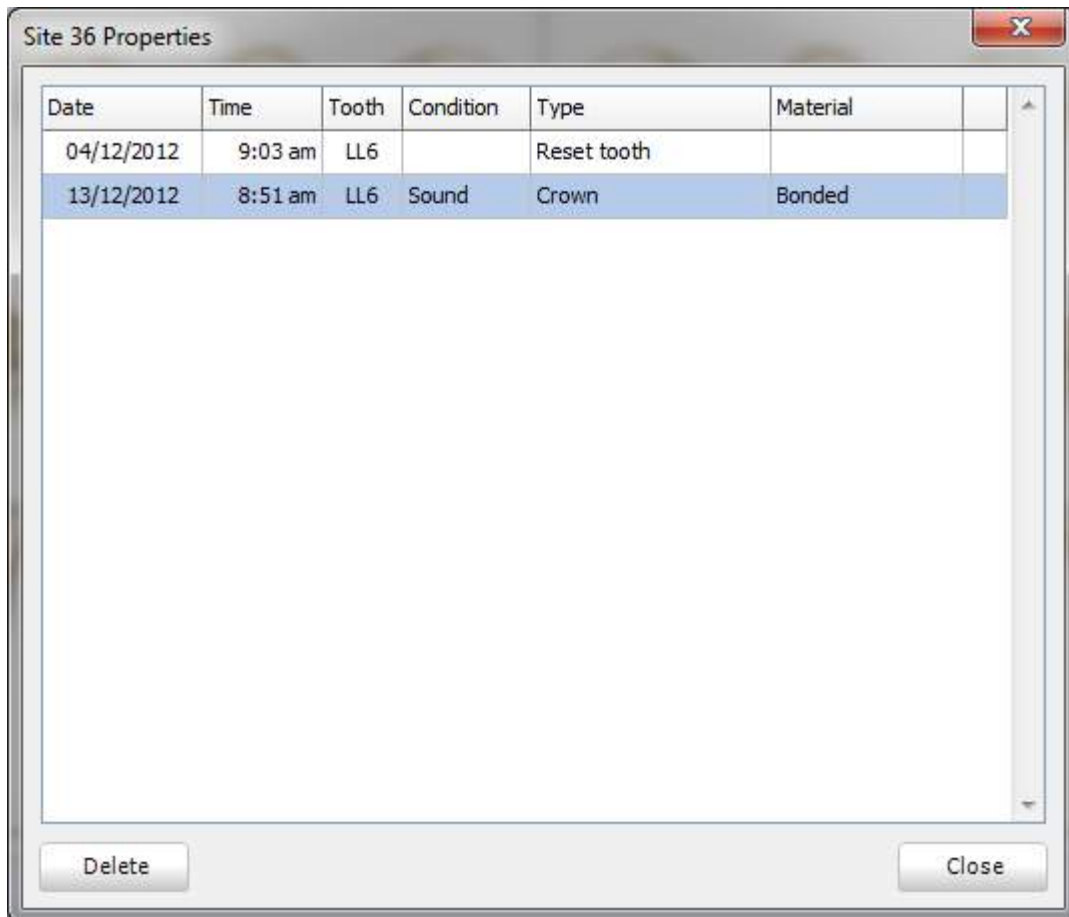 Site 36 Properties
Date Time Tooth Condition Type Material
04/12/2012 9:03 am LL6 Reset tooth
13/12/2012 8:51 am LL6 Sound Crown Bonded
Delete Close